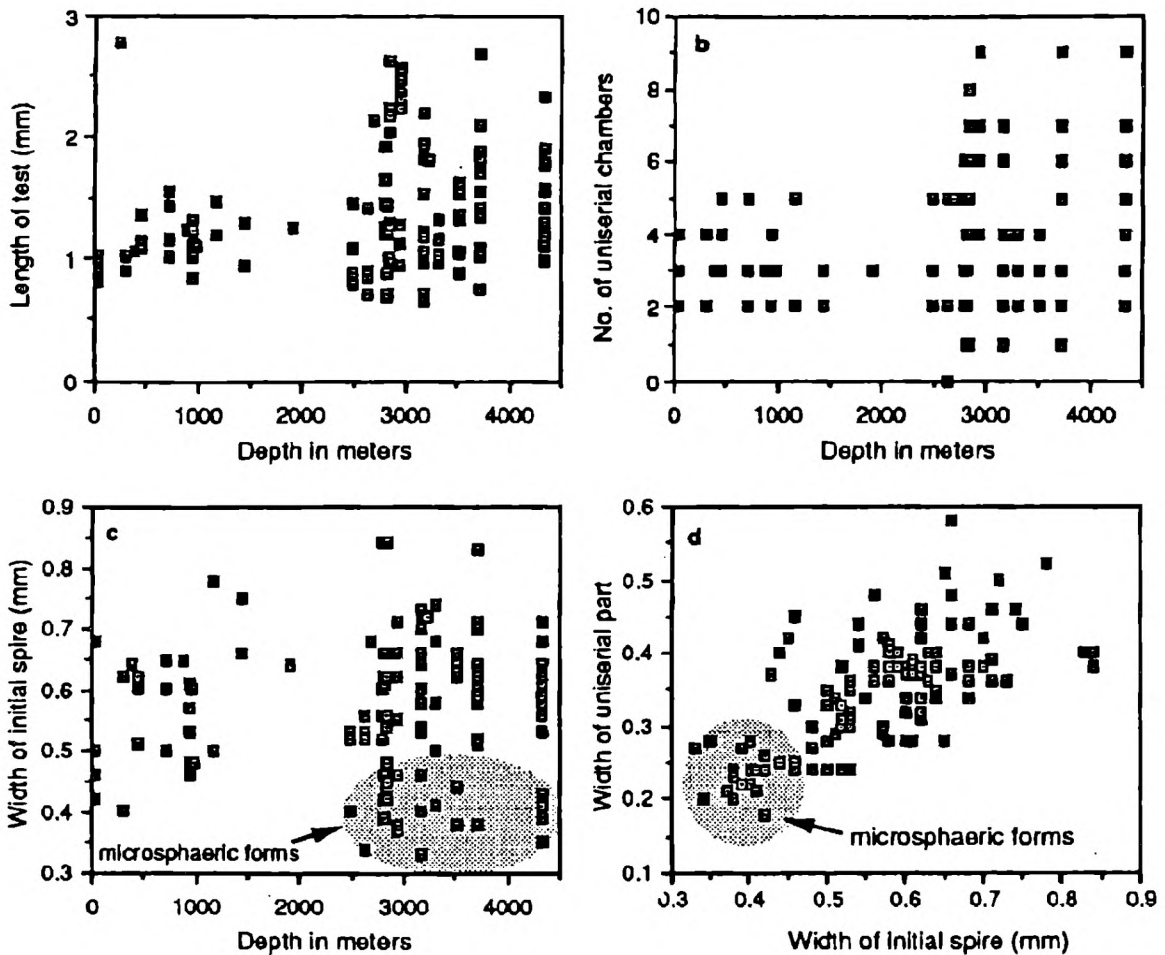 3
2
1
0
Length of test (mm)
0 1000 2000 3000 4000
Depth in meters
b
10
8
6
4
2
0
No. of uniserial chambers
0 1000 2000 3000 4000
Depth in meters
c
0.9
0.8
0.7
0.6
0.5
0.4
0.3
Width of initial spire (mm)
microsphaeric forms
0 1000 2000 3000 4000
Depth in meters
d
0.6
0.5
0.4
0.3
0.2
0.1
Width of uniserial part
microsphaeric forms
0.3 0.4 0.5 0.6 0.7 0.8 0.9
Width of initial spire (mm)